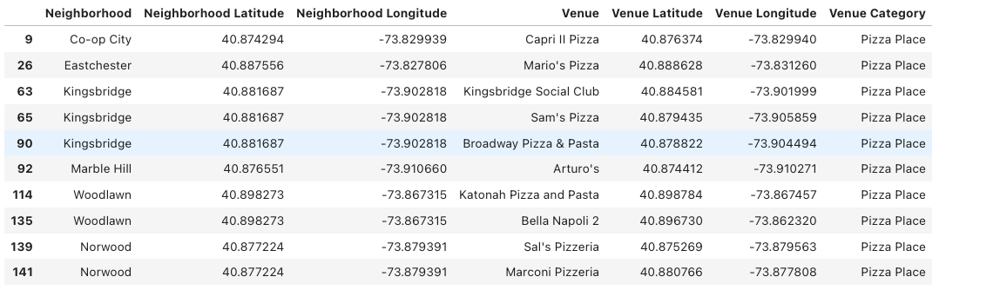 Neighborhood Neighborhood Latitude Neighborhood Longitude Venue Venue Latitude Venue Longitude Venue Category
9 Co-op City 40.874294 -73.829939 Capri II Pizza 40.876374 -73.829940 Pizza Place
26 Eastchester 40.887556 -73.827806 Mario's Pizza 40.888628 -73.831260 Pizza Place
63 Kingsbridge 40.881687 -73.902818 Kingsbridge Social Club 40.884581 -73.901999 Pizza Place
65 Kingsbridge 40.881687 -73.902818 Sam's Pizza 40.879435 -73.905859 Pizza Place
90 Kingsbridge 40.881687 -73.902818 Broadway Pizza & Pasta 40.878822 -73.904494 Pizza Place
92 Marble Hill 40.876551 -73.910660 Arturo's 40.874412 -73.910271 Pizza Place
114 Woodlawn 40.898273 -73.867315 Katonah Pizza and Pasta 40.898784 -73.867457 Pizza Place
135 Woodlawn 40.898273 -73.867315 Bella Napoli 2 40.896730 -73.862320 Pizza Place
139 Norwood 40.877224 -73.879391 Sal's Pizzeria 40.875269 -73.879563 Pizza Place
141 Norwood 40.877224 -73.879391 Marconi Pizzeria 40.880766 -73.877808 Pizza Place